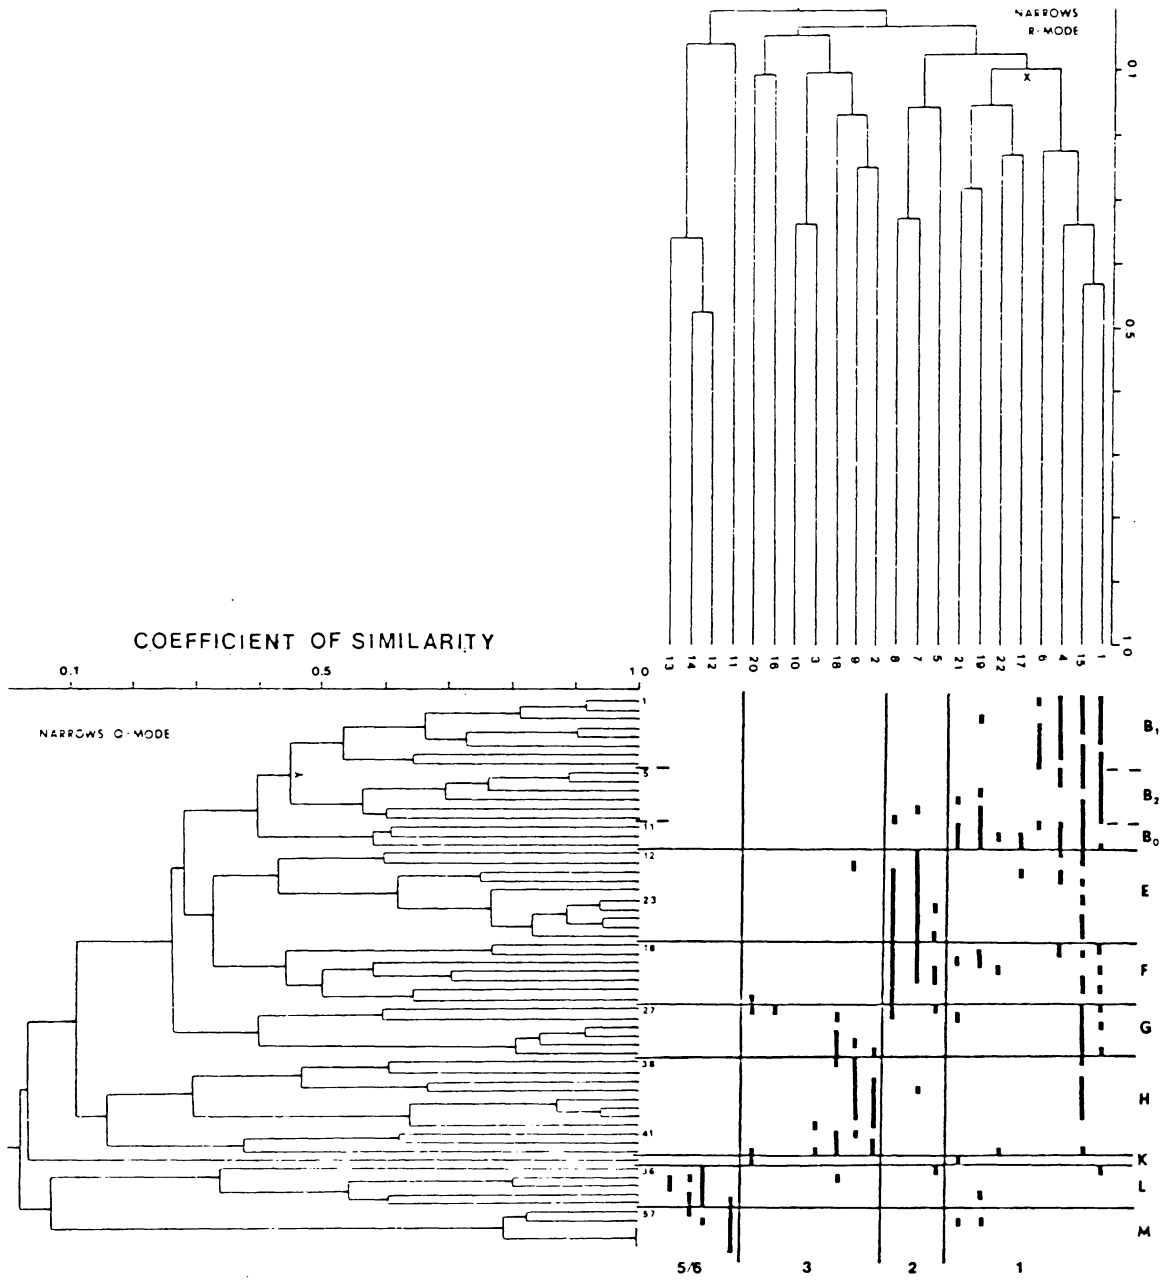 NARROWS
R-MODE
0.1
X
0.5
1.0
COEFFICIENT OF SIMILARITY
0.1 0.5 1.0
13 14 12 11 20 16 10 3 18 9 2 8 7 5 21 19 22 17 6 4 15 1
NARROWS Q-MODE
Y
1
5
11
12
23
18
27
38
41
36
57
B1
B2
B0
E
F
G
H
K
L
M
5/6 3 2 1